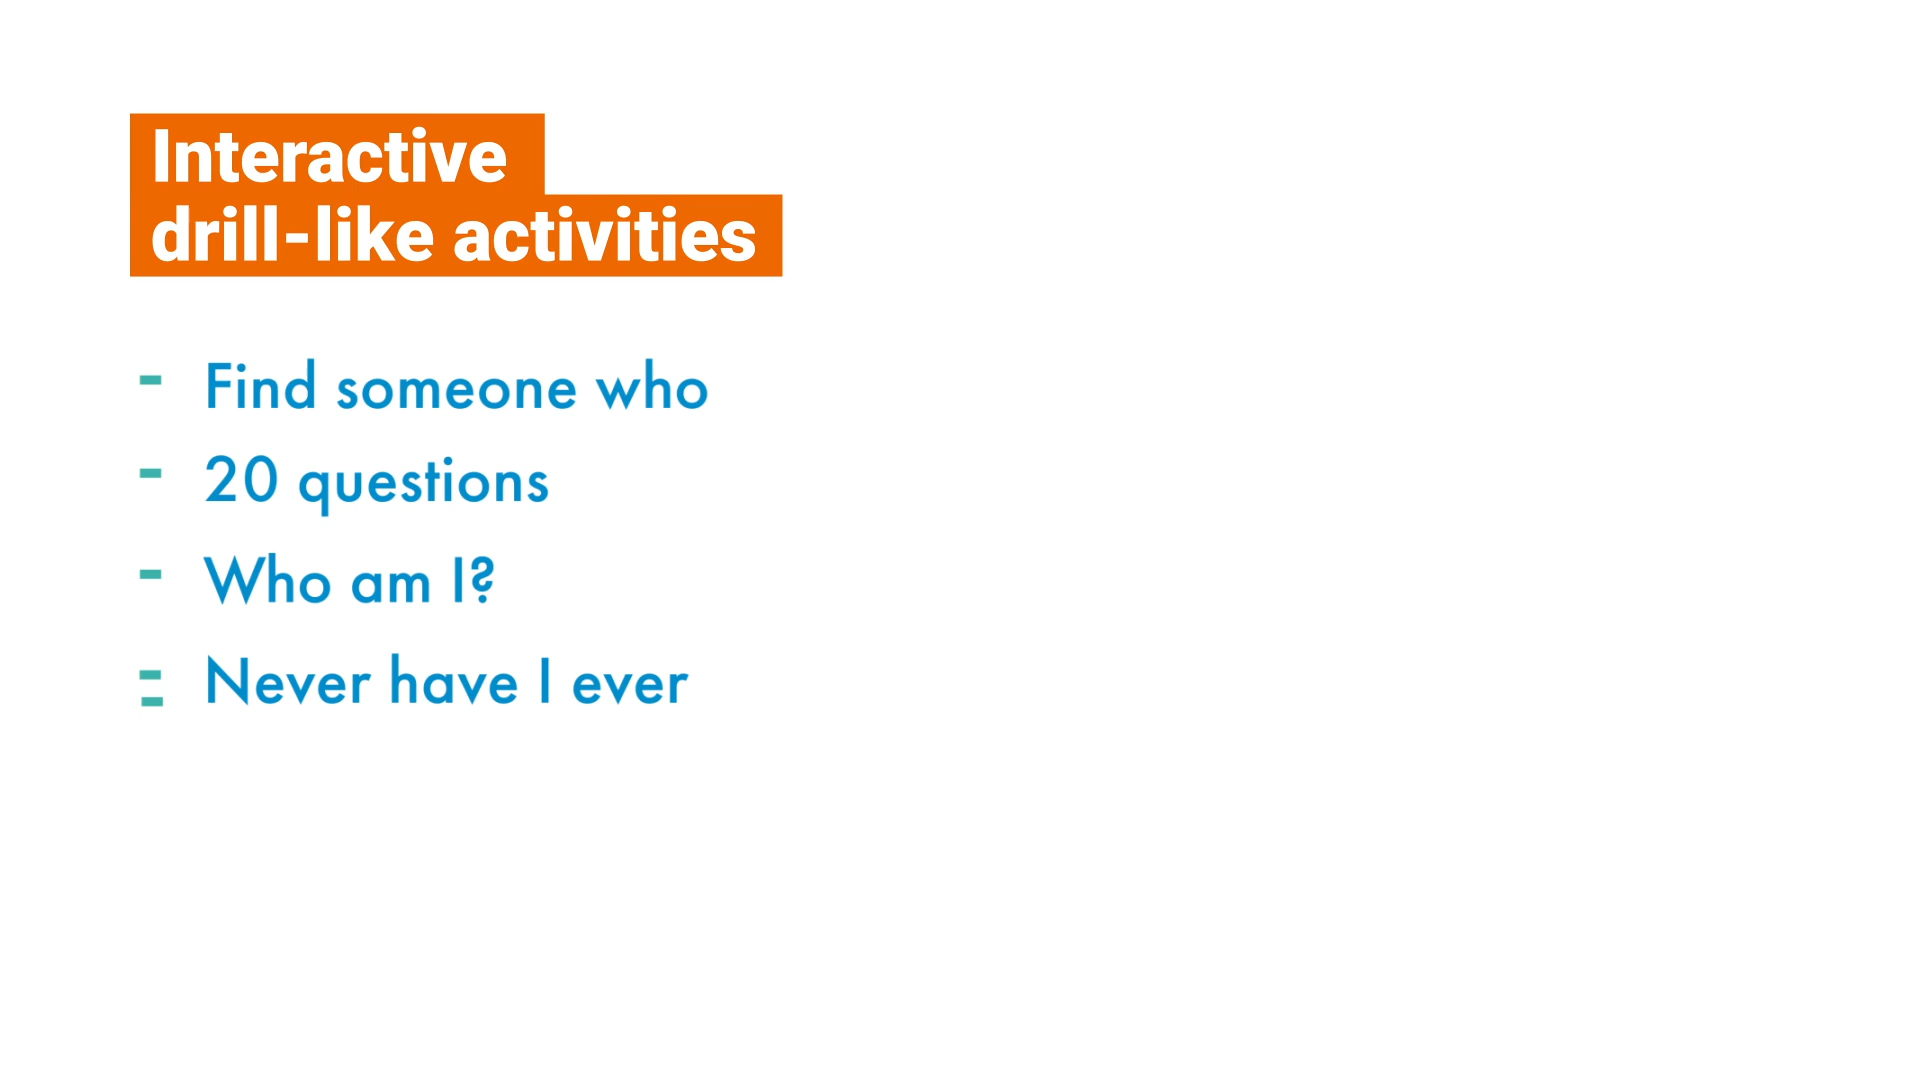 Interactive
drill-like activities
- Find someone who
- 20 questions
- Who am I?
- Never have I ever
-